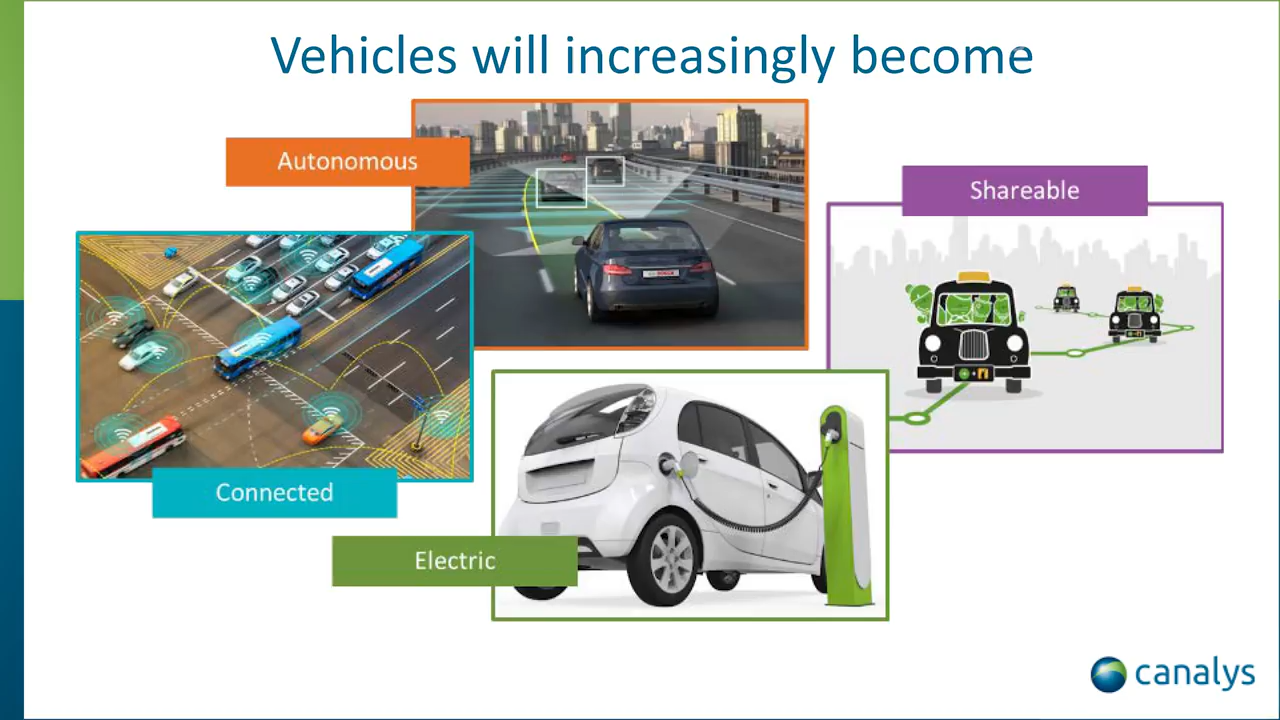 Vehicles will increasingly become
Autonomous
Shareable
Connected
Electric
canalys